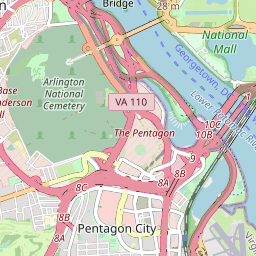 Bridge
28 m
National
Mall
Georgetown, D
Arlington
National
Cemetery
VA 110
Lower
Base
10C
10B
The Pentagon
9
8A
8B
8C
8B
8A
Pentagon City